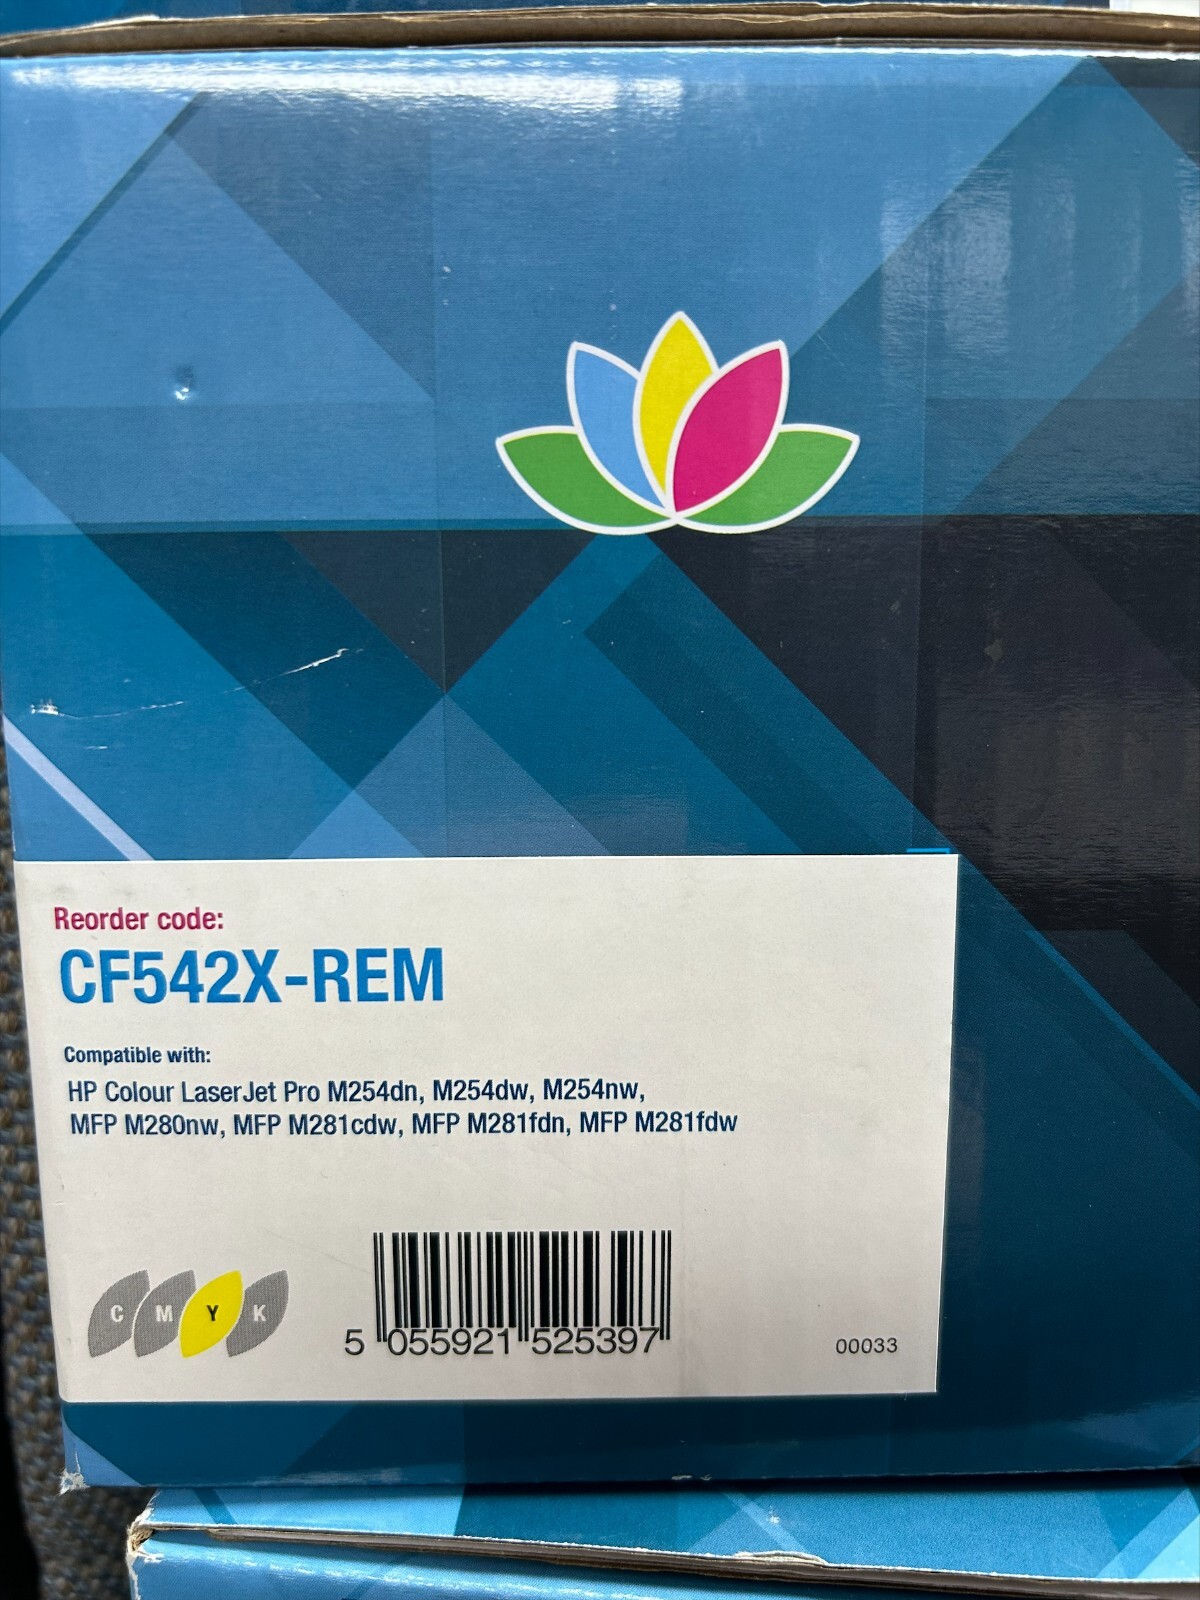 Reorder code:
CF542X-REM
Compatible with:
HP Colour LaserJet Pro M254dn, M254dw, M254nw,
MFP M280nw, MFP M281cdw, MFP M281fdn, MFP M281fdw
C M Y K
5 055921 525397
00033